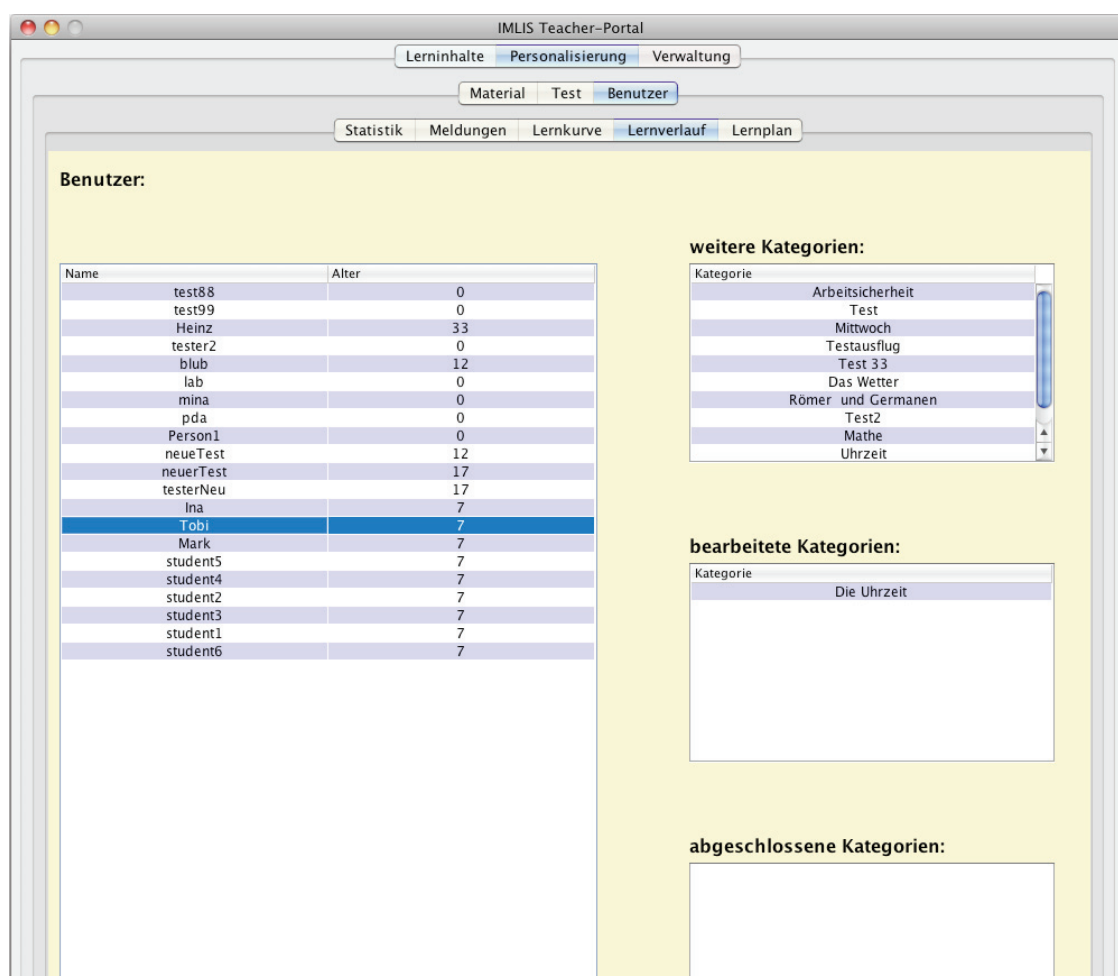 IMLIS Teacher-Portal
Lerninhalte Personalisierung Verwaltung
Material Test Benutzer
Statistik Meldungen Lernkurve Lernverlauf Lernplan
Benutzer:
Name Alter
test88 0
test99 0
Heinz 33
tester2 0
blub 12
lab 0
mina 0
pda 0
Person1 0
neueTest 12
neuerTest 17
testerNeu 17
Ina 7
Tobi 7
Mark 7
student5 7
student4 7
student2 7
student3 7
student1 7
student6 7
weitere Kategorien:
Kategorie
Arbeitsicherheit
Test
Mittwoch
Testausflug
Test 33
Das Wetter
Römer und Germanen
Test2
Mathe
Uhrzeit
bearbeitete Kategorien:
Kategorie
Die Uhrzeit
abgeschlossene Kategorien: